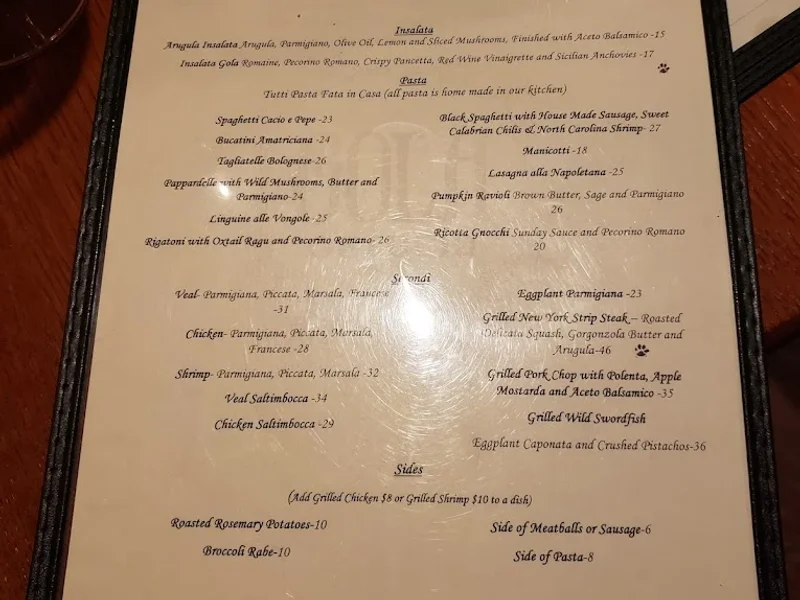 Insalata
Arugula Insalata Arugula, Parmigiano, Olive Oil, Lemon and Sliced Mushrooms, Finished with Aceto Balsamico -15
Insalata Gola Romaine, Pecorino Romano, Crispy Pancetta, Red Wine Vinaigrette and Sicilian Anchovies -17
Pasta
Tutti Pasta Fata in Casa (all pasta is home made in our kitchen)
Spaghetti Cacio e Pepe -23
Bucatini Amatriciana -24
Tagliatelle Bolognese-26
Pappardelle with Wild Mushrooms, Butter and
Parmigiano-24
Linguine alle Vongole -25
Rigatoni with Oxtail Ragu and Pecorino Romano- 26
Black Spaghetti with House Made Sausage, Sweet
Calabrian Chilis & North Carolina Shrimp- 27
Manicotti -18
Lasagna alla Napoletana -25
Pumpkin Ravioli Brown Butter, Sage and Parmigiano
26
Ricotta Gnocchi Sunday Sauce and Pecorino Romano
20
Secondi
Veal- Parmigiana, Piccata, Marsala, Francese
-31
Chicken- Parmigiana, Piccata, Marsala,
Francese -28
Shrimp- Parmigiana, Piccata, Marsala -32
Veal Saltimbocca -34
Chicken Saltimbocca -29
Eggplant Parmigiana -23
Grilled New York Strip Steak – Roasted
Delicata Squash, Gorgonzola Butter and
Arugula-46
Grilled Pork Chop with Polenta, Apple
Mostarda and Aceto Balsamico -35
Grilled Wild Swordfish
Eggplant Caponata and Crushed Pistachos-36
Sides
(Add Grilled Chicken $8 or Grilled Shrimp $10 to a dish)
Roasted Rosemary Potatoes-10
Broccoli Rabe-10
Side of Meatballs or Sausage-6
Side of Pasta-8